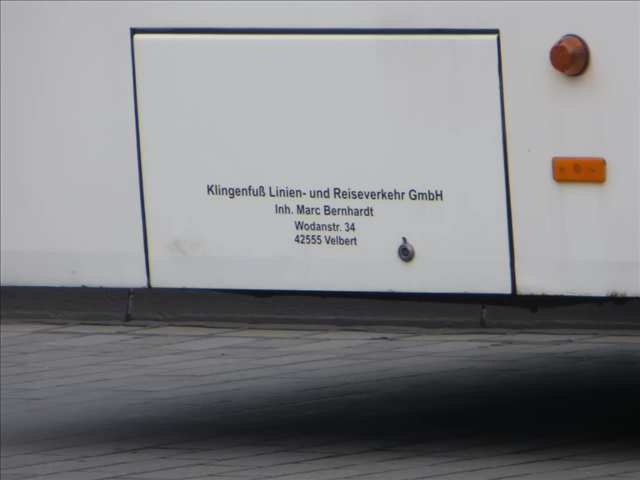 Klingenfuß Linien- und Reiseverkehr GmbH
Inh. Marc Bernhardt
Wodanstr. 34
42555 Velbert